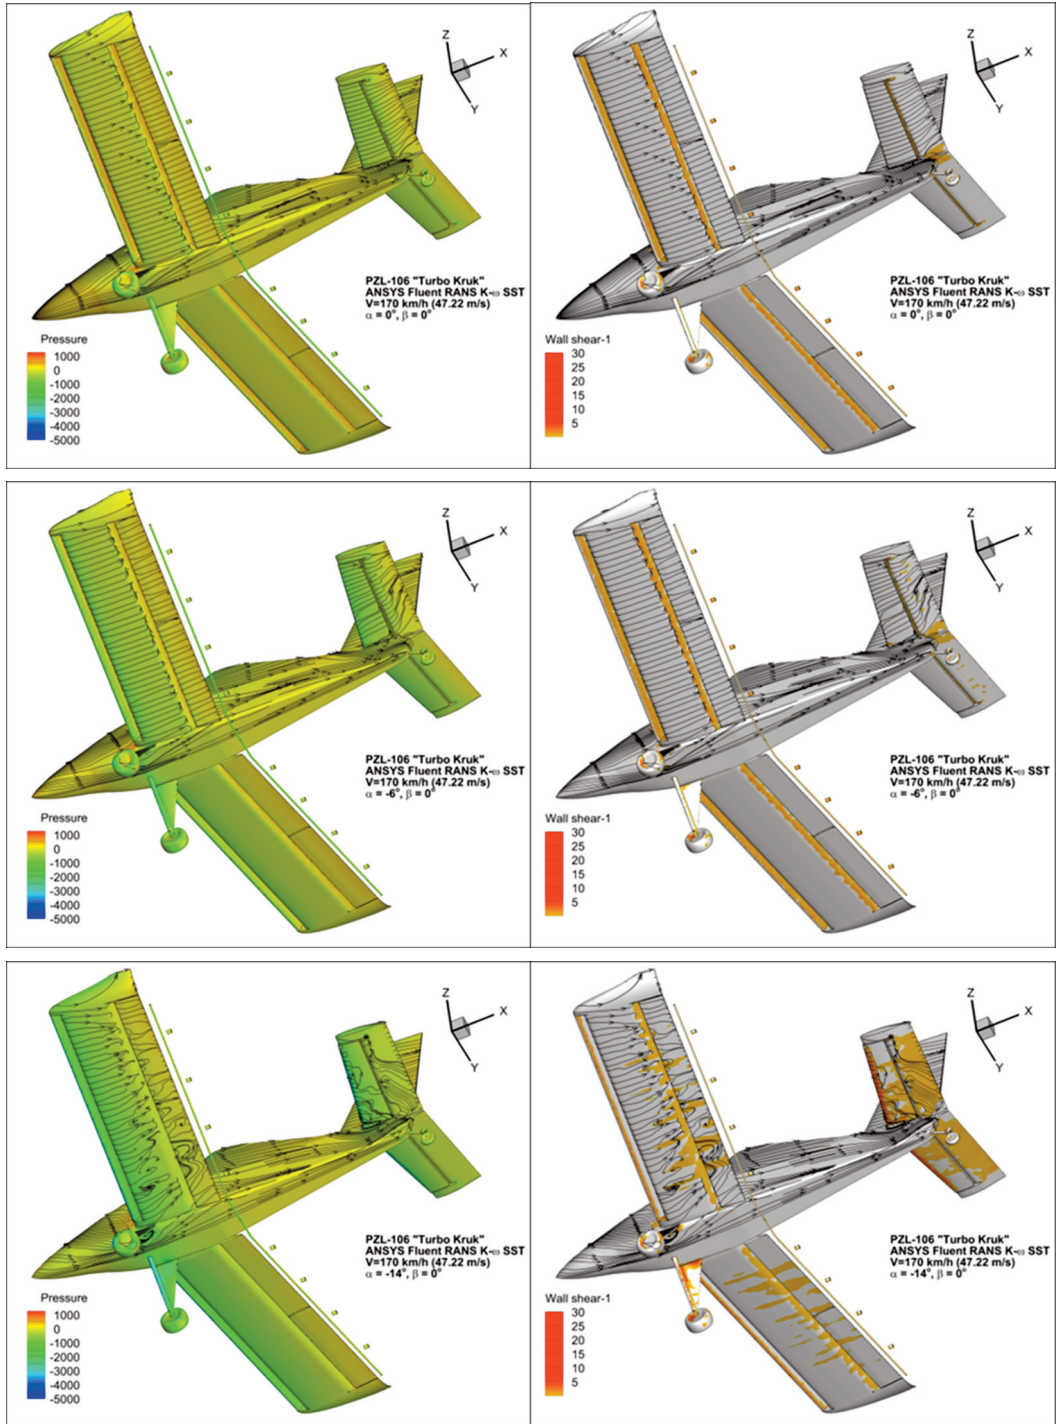 Z
X
Y
PZL-106 "Turbo Kruk"
ANSYS Fluent RANS K-ω SST
V=170 km/h (47.22 m/s)
α = 0°, β = 0°
Pressure
1000
0
-1000
-2000
-3000
-4000
-5000
Z
X
Y
PZL-106 "Turbo Kruk"
ANSYS Fluent RANS K-ω SST
V=170 km/h (47.22 m/s)
α = 0°, β = 0°
Wall shear-1
30
25
20
15
10
5
Z
X
Y
PZL-106 "Turbo Kruk"
ANSYS Fluent RANS K-ω SST
V=170 km/h (47.22 m/s)
α = -6°, β = 0°
Pressure
1000
0
-1000
-2000
-3000
-4000
-5000
Z
X
Y
PZL-106 "Turbo Kruk"
ANSYS Fluent RANS K-ω SST
V=170 km/h (47.22 m/s)
α = -6°, β = 0°
Wall shear-1
30
25
20
15
10
5
Z
X
Y
PZL-106 "Turbo Kruk"
ANSYS Fluent RANS K-ω SST
V=170 km/h (47.22 m/s)
α = -14°, β = 0°
Pressure
1000
0
-1000
-2000
-3000
-4000
-5000
Z
X
Y
PZL-106 "Turbo Kruk"
ANSYS Fluent RANS K-ω SST
V=170 km/h (47.22 m/s)
α = -14°, β = 0°
Wall shear-1
30
25
20
15
10
5